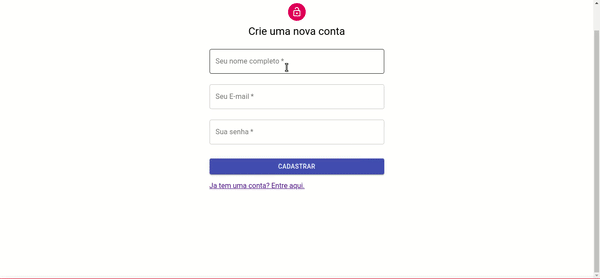 Crie uma nova conta
Seu nome completo *
Seu E-mail *
Sua senha *
CADASTRAR
Ja tem uma conta? Entre aqui.